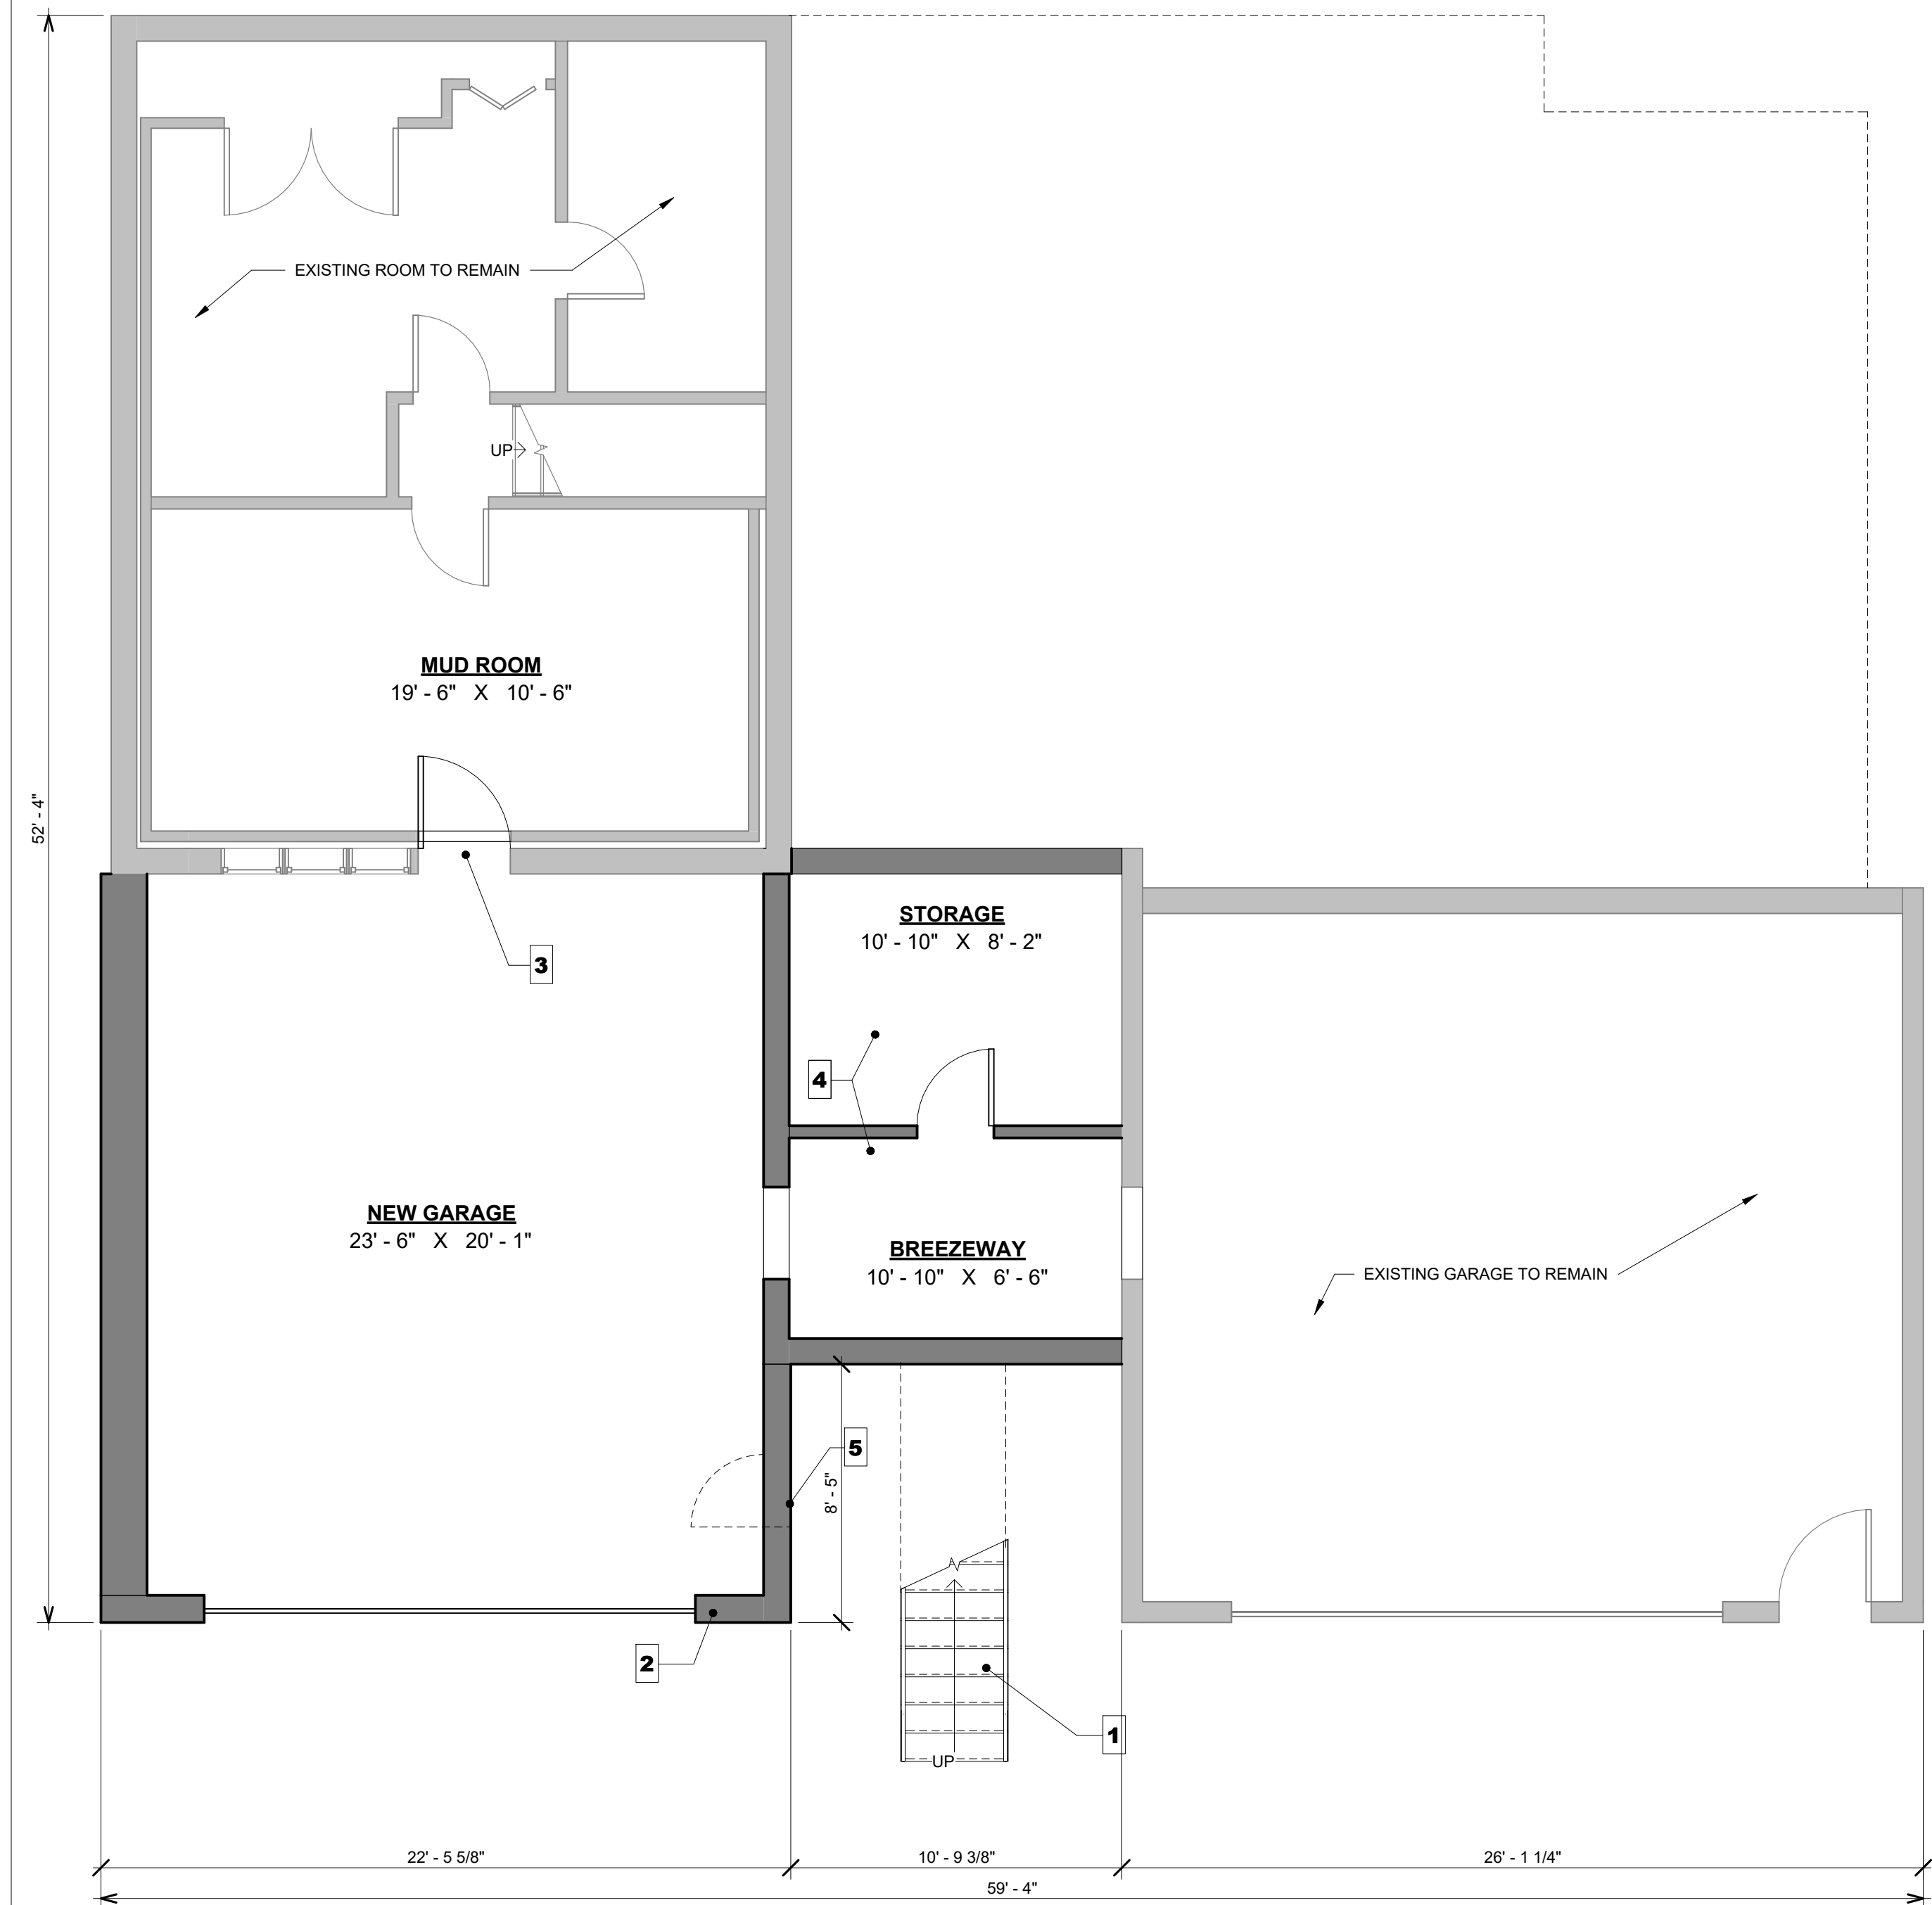 EXISTING ROOM TO REMAIN
UP
MUD ROOM
19' - 6" X 10' - 6"
52' - 4"
STORAGE
10' - 10" X 8' - 2"
3
4
NEW GARAGE
23' - 6" X 20' - 1"
BREEZEWAY
10' - 10" X 6' - 6"
EXISTING GARAGE TO REMAIN
5
8' - 5"
2
1
UP
22' - 5 5/8"
10' - 9 3/8"
26' - 1 1/4"
59' - 4"